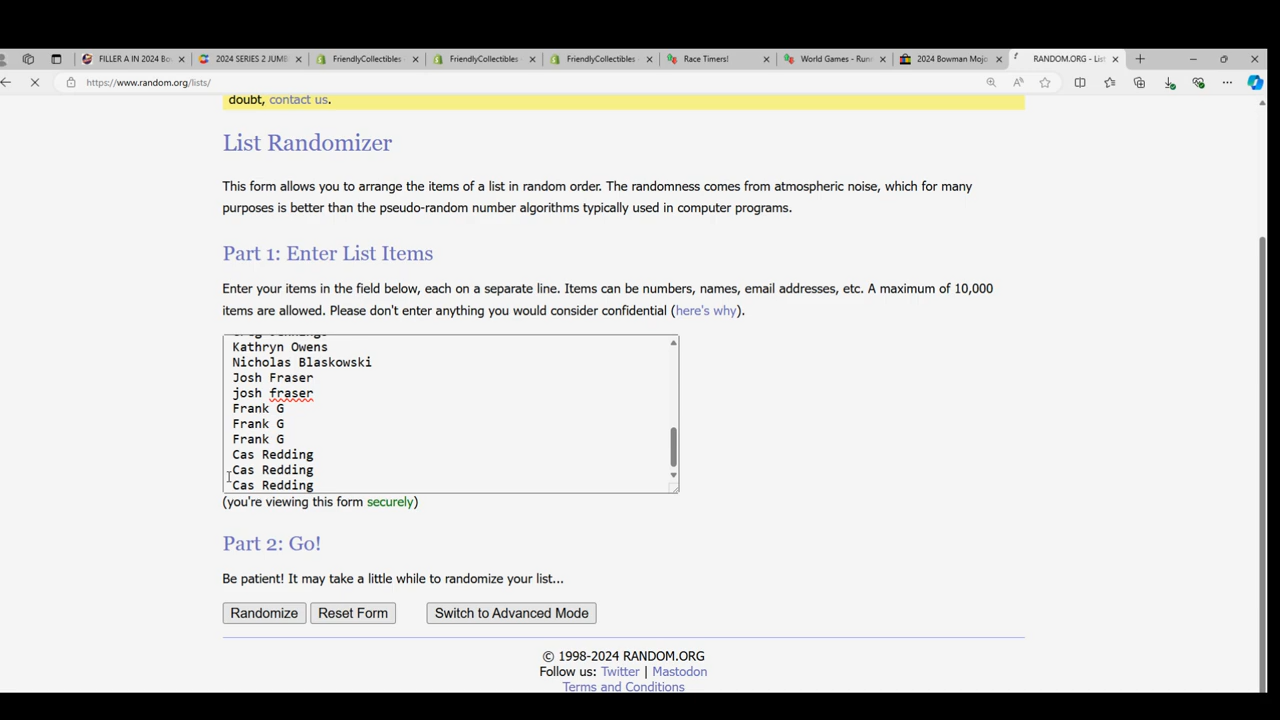 FILLER A IN 2024 Bo
2024 SERIES 2 JUMB
FriendlyCollectibles
FriendlyCollectibles
FriendlyCollectibles
Race Timers!
World Games - Run
2024 Bowman Mojo
RANDOM.ORG - List
https://www.random.org/lists/
doubt, contact us.
List Randomizer
This form allows you to arrange the items of a list in random order. The randomness comes from atmospheric noise, which for many
purposes is better than the pseudo-random number algorithms typically used in computer programs.
Part 1: Enter List Items
Enter your items in the field below, each on a separate line. Items can be numbers, names, email addresses, etc. A maximum of 10,000
items are allowed. Please don't enter anything you would consider confidential (here's why).
Kathryn Owens
Nicholas Blaskowski
Josh Fraser
josh fraser
Frank G
Frank G
Frank G
Cas Redding
Cas Redding
Cas Redding
(you're viewing this form securely)
Part 2: Go!
Be patient! It may take a little while to randomize your list...
Randomize Reset Form Switch to Advanced Mode
© 1998-2024 RANDOM.ORG
Follow us: Twitter | Mastodon
Terms and Conditions